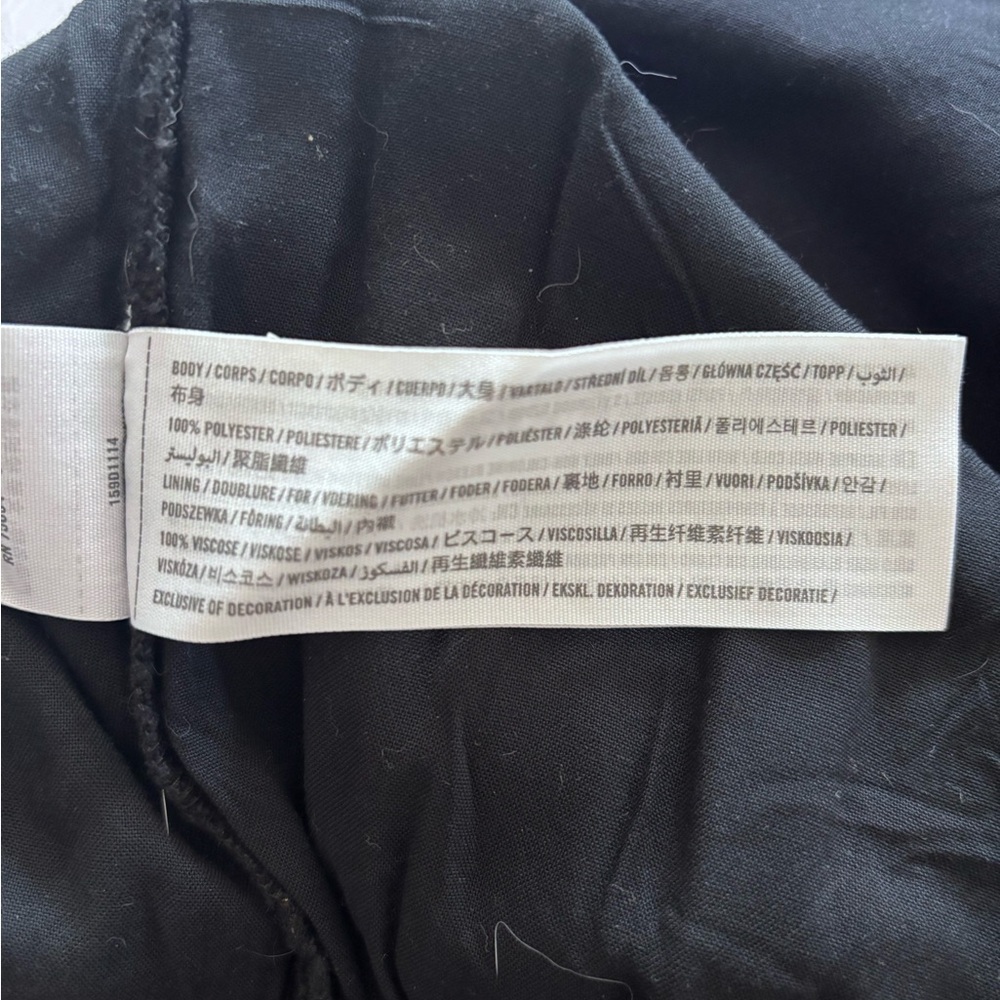 BODY / CORPS / CORPO / ボディ / CUERPO / 大身 / VARTALO / STŘEDNÍ DÍL / 몸통 / GŁÓWNA CZĘŚĆ / TOPP / الثوب /
布身
100% POLYESTER / POLIESTERE / ポリエステル / POLIÉSTER / 涤纶 / POLYESTERIÄ / 폴리에스테르 / POLIESTER /
البوليستر / 聚脂纖維
LINING / DOUBLURE / FOR / VOERING / FUTTER / FODER / FODERA / 裏地 / FORRO / 衬里 / VUORI / PODŠÍVKA / 안감 /
PODSZEWKA / FÔRING / البطانة / 內襯
100% VISCOSE / VISKOSE / VISKOS / VISCOSA / ビスコース / VISCOSILLA / 再生纤维素纤维 / VISKOOSIA /
VISKÓZA / 비스코스 / WISKOZA / الفسكوز / 再生纖維素纖維
EXCLUSIVE OF DECORATION / À L'EXCLUSION DE LA DÉCORATION / EKSKL. DEKORATION / EXCLUSIEF DECORATIE /
15901114